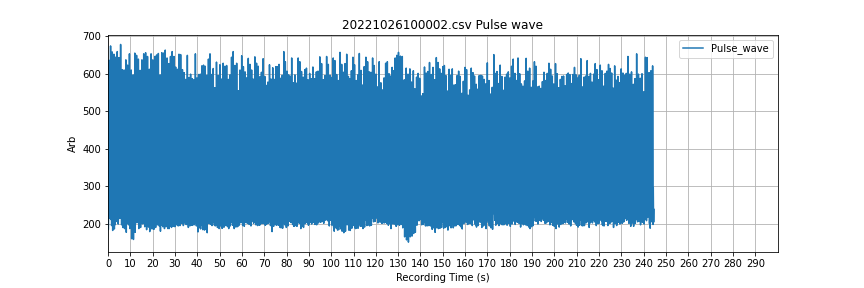 20221026100002.csv Pulse wave
Pulse_wave
700
600
500
400
300
200
Arb
0 10 20 30 40 50 60 70 80 90 100 110 120 130 140 150 160 170 180 190 200 210 220 230 240 250 260 270 280 290
Recording Time (s)